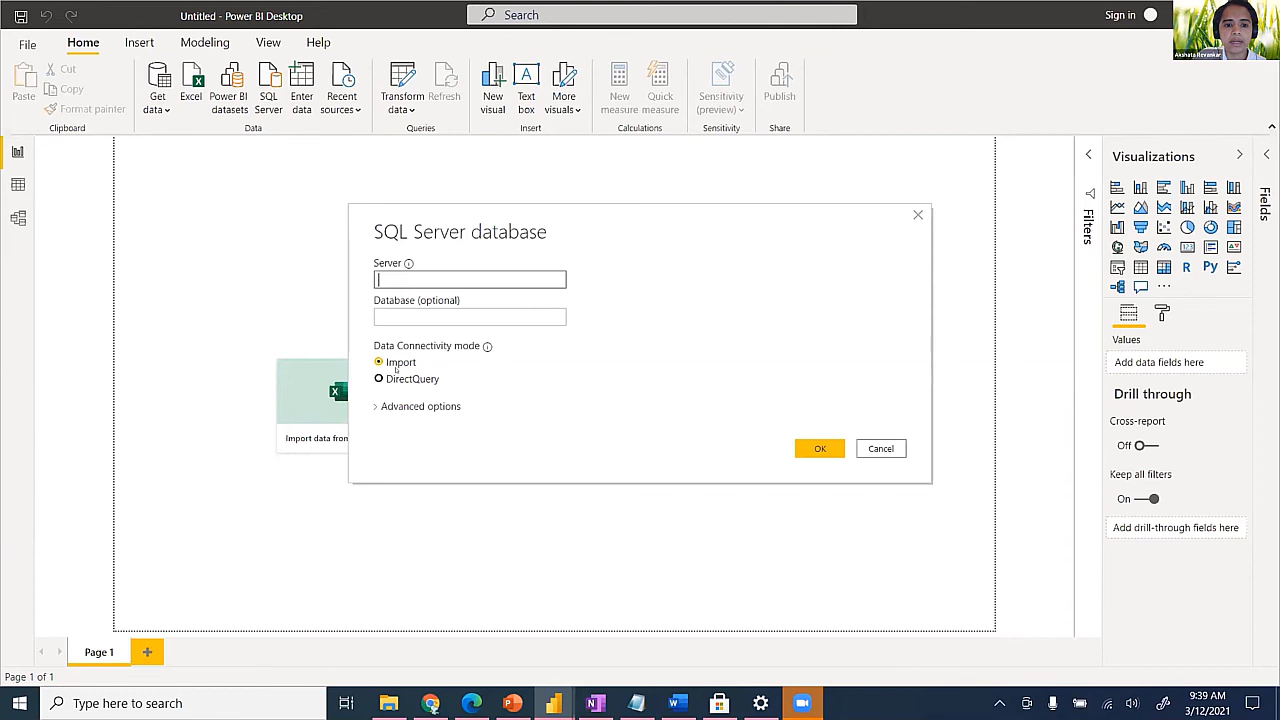 Untitled - Power BI Desktop
Search
Sign in
Akshata Revankar
File
Home
Insert
Modeling
View
Help
Paste
Cut
Copy
Format painter
Clipboard
Get data
Excel
Power BI datasets
SQL Server
Enter data
Recent sources
Data
Transform data
Refresh
Queries
New visual
Text box
More visuals
Insert
New measure
Quick measure
Calculations
Sensitivity (preview)
Sensitivity
Publish
Share
SQL Server database
Server
Database (optional)
Data Connectivity mode
Import
DirectQuery
Advanced options
OK
Cancel
Import data from
Filters
Visualizations
R
Py
Values
Add data fields here
Drill through
Cross-report
Off
Keep all filters
On
Add drill-through fields here
Fields
Page 1
Page 1 of 1
Type here to search
9:39 AM
3/12/2021